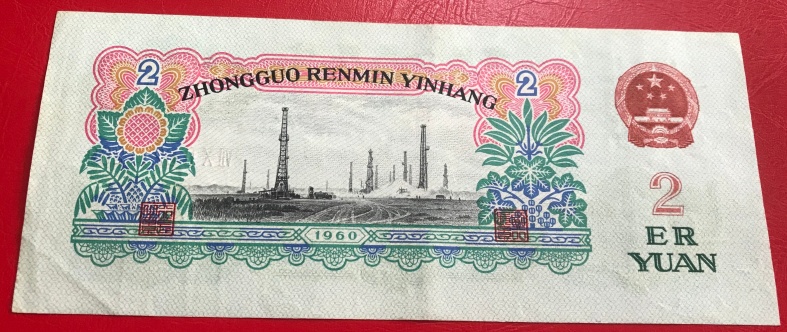 2
2
ZHONGGUO RENMIN YINHANG
1960
2
ER
YUAN